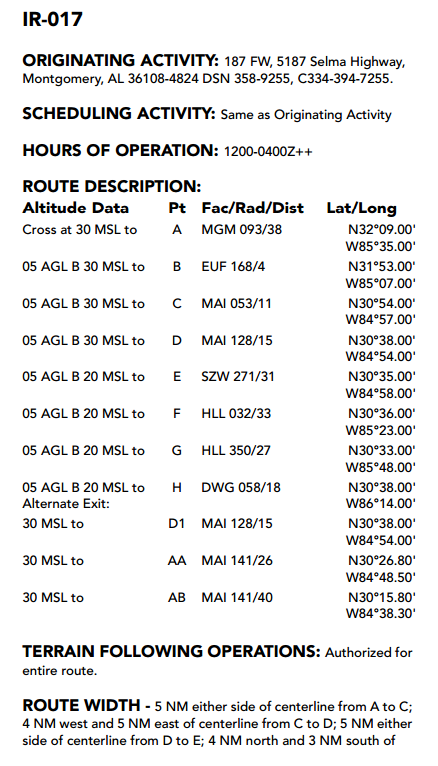 IR-017
ORIGINATING ACTIVITY: 187 FW, 5187 Selma Highway,
Montgomery, AL 36108-4824 DSN 358-9255, C334-394-7255.
SCHEDULING ACTIVITY: Same as Originating Activity
HOURS OF OPERATION: 1200-0400Z++
ROUTE DESCRIPTION:
Altitude Data Pt Fac/Rad/Dist Lat/Long
Cross at 30 MSL to A MGM 093/38 N32°09.00'
W85°35.00'
05 AGL B 30 MSL to B EUF 168/4 N31°53.00'
W85°07.00'
05 AGL B 30 MSL to C MAI 053/11 N30°54.00'
W84°57.00'
05 AGL B 30 MSL to D MAI 128/15 N30°38.00'
W84°54.00'
05 AGL B 20 MSL to E SZW 271/31 N30°35.00'
W84°58.00'
05 AGL B 20 MSL to F HLL 032/33 N30°36.00'
W85°23.00'
05 AGL B 20 MSL to G HLL 350/27 N30°33.00'
W85°48.00'
05 AGL B 20 MSL to H DWG 058/18 N30°38.00'
Alternate Exit: W86°14.00'
30 MSL to D1 MAI 128/15 N30°38.00'
W84°54.00'
30 MSL to AA MAI 141/26 N30°26.80'
W84°48.50'
30 MSL to AB MAI 141/40 N30°15.80'
W84°38.30'
TERRAIN FOLLOWING OPERATIONS: Authorized for
entire route.
ROUTE WIDTH - 5 NM either side of centerline from A to C;
4 NM west and 5 NM east of centerline from C to D; 5 NM either
side of centerline from D to E; 4 NM north and 3 NM south of